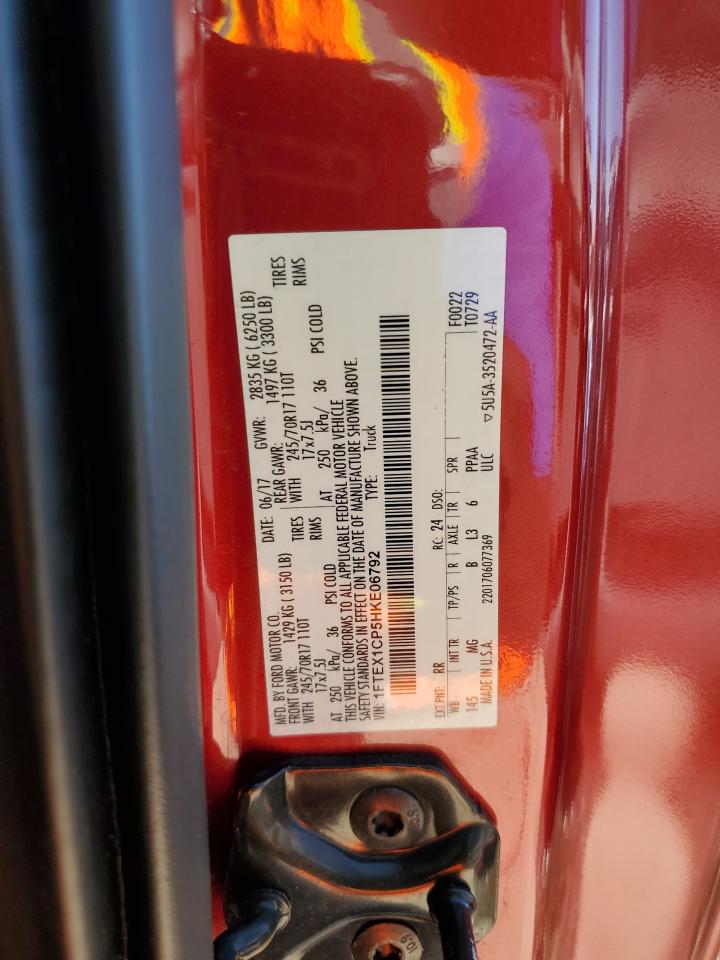 MFD. BY FORD MOTOR CO.
DATE: 06/17 GVWR: 2835 KG ( 6250 LB)
FRONT GAWR: 1429 KG ( 3150 LB) REAR GAWR: 1497 KG ( 3300 LB)
WITH 245/70R17 110T TIRES WITH 245/70R17 110T TIRES
17x7.5J RIMS 17x7.5J RIMS
AT 250 kPa/ 36 PSI COLD AT 250 kPa/ 36 PSI COLD
THIS VEHICLE CONFORMS TO ALL APPLICABLE FEDERAL MOTOR VEHICLE
SAFETY STANDARDS IN EFFECT ON THE DATE OF MANUFACTURE SHOWN ABOVE.
VIN: 1FTEX1CP5HKE06792 TYPE: Truck
EXT PNT: RR RC: 24 DSO: F0022
WB INT TR TP/PS R AXLE TR SPR T0729
145 MG B L3 6 PPAA
MADE IN U.S.A. 2201706077369 ULC ▽5U5A-3520472-AA
10.9